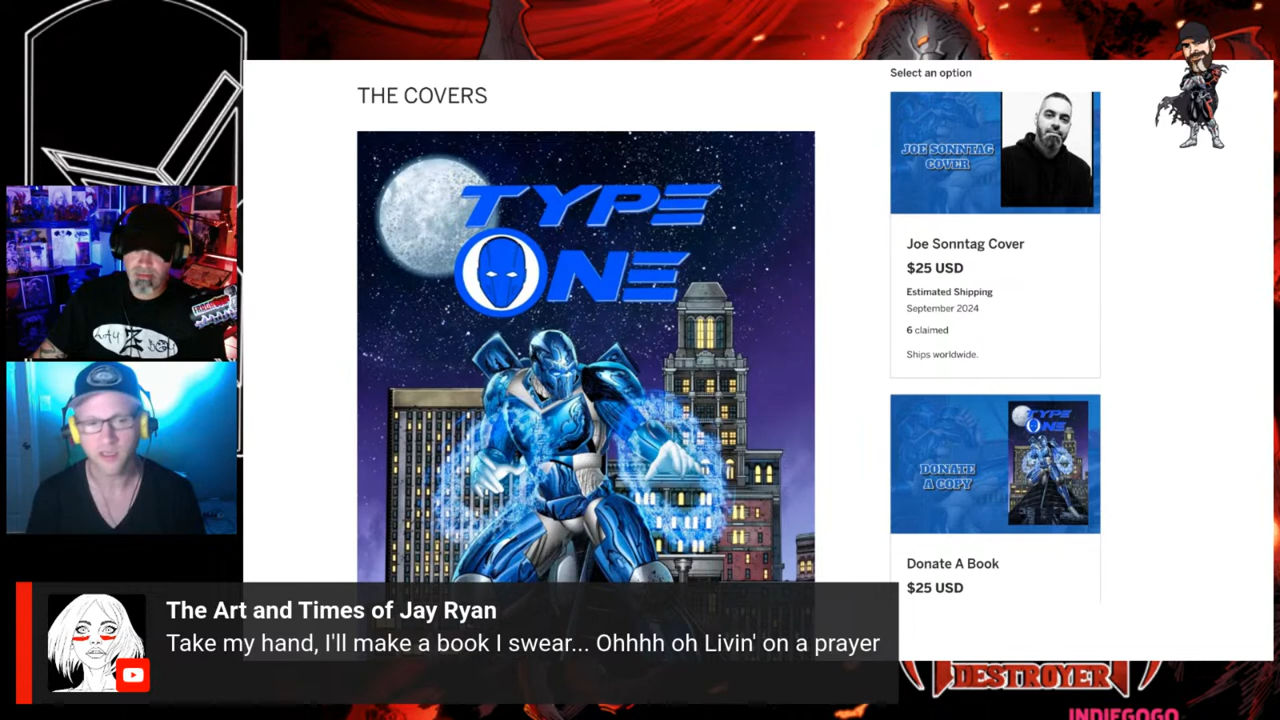 THE COVERS
TYPE
ONE
Select an option
JOE SONNTAG
COVER
Joe Sonntag Cover
$25 USD
Estimated Shipping
September 2024
6 claimed
Ships worldwide.
DONATE
A COPY
TYPE
ONE
Donate A Book
$25 USD
The Art and Times of Jay Ryan
Take my hand, I'll make a book I swear... Ohhhh oh Livin' on a prayer
DESTROYER
INDIEGOGO